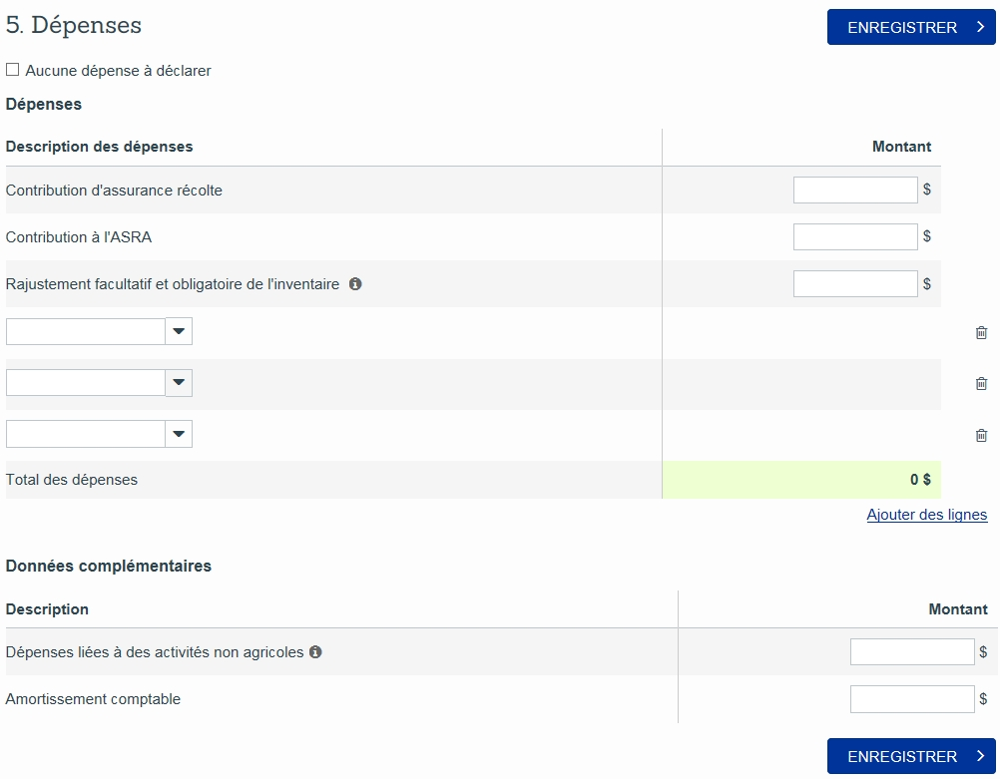 5. Dépenses
ENREGISTRER
Aucune dépense à déclarer
Dépenses
Description des dépenses Montant
Contribution d'assurance récolte $
Contribution à l'ASRA $
Rajustement facultatif et obligatoire de l'inventaire $
Total des dépenses 0 $
Ajouter des lignes
Données complémentaires
Description Montant
Dépenses liées à des activités non agricoles $
Amortissement comptable $
ENREGISTRER